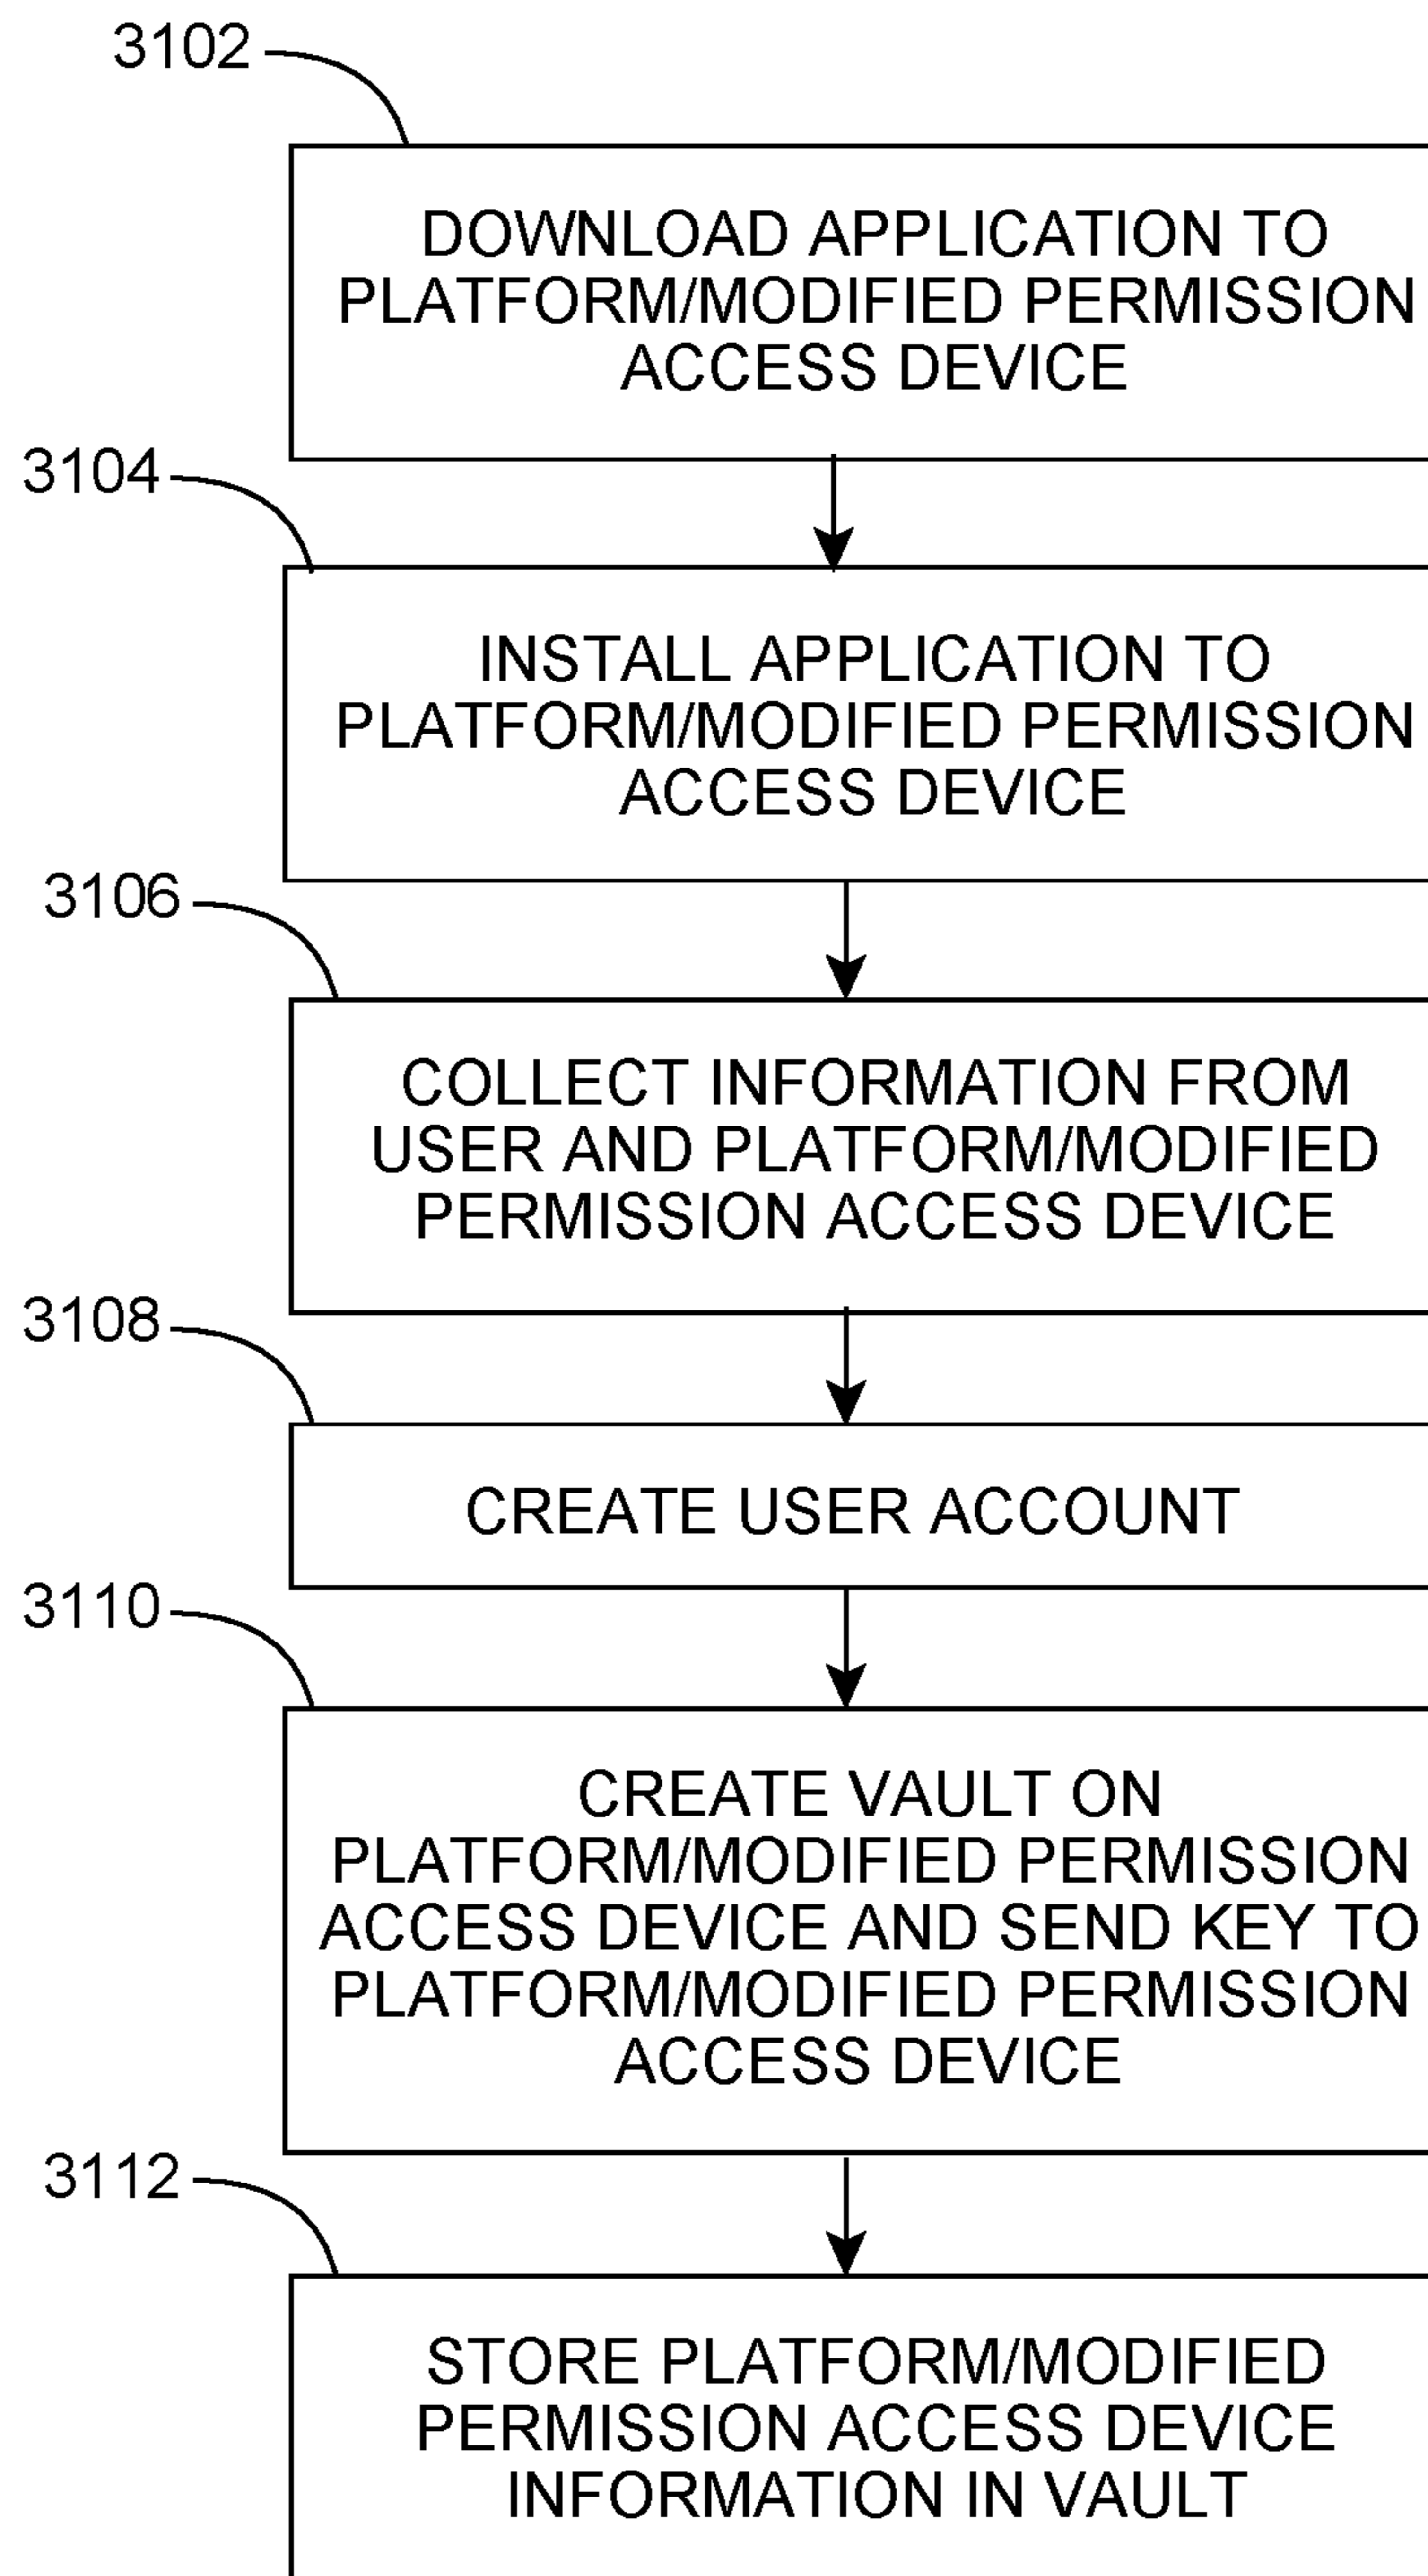 3102
DOWNLOAD APPLICATION TO
PLATFORM/MODIFIED PERMISSION
ACCESS DEVICE
3104
INSTALL APPLICATION TO
PLATFORM/MODIFIED PERMISSION
ACCESS DEVICE
3106
COLLECT INFORMATION FROM
USER AND PLATFORM/MODIFIED
PERMISSION ACCESS DEVICE
3108
CREATE USER ACCOUNT
3110
CREATE VAULT ON
PLATFORM/MODIFIED PERMISSION
ACCESS DEVICE AND SEND KEY TO
PLATFORM/MODIFIED PERMISSION
ACCESS DEVICE
3112
STORE PLATFORM/MODIFIED
PERMISSION ACCESS DEVICE
INFORMATION IN VAULT